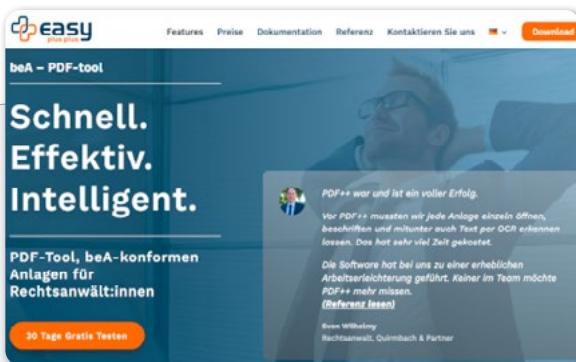 easy
plus plus
Features Preise Dokumentation Referenz Kontaktieren Sie uns Download
beA – PDF-tool
Schnell.
Effektiv.
Intelligent.
PDF-Tool, beA-konformen
Anlagen für
Rechtsanwält:innen
30 Tage Gratis Testen
PDF++ war und ist ein voller Erfolg.
Vor PDF++ mussten wir jede Anlage einzeln öffnen,
beschriften und mitunter auch Text per OCR erkennen
lassen. Das hat sehr viel Zeit gekostet.
Die Software hat bei uns zu einer erheblichen
Arbeitserleichterung geführt. Keiner im Team möchte
PDF++ mehr missen.
(Referenz lesen)
Sven Wilhelmy
Rechtsanwalt, Quirmbach & Partner